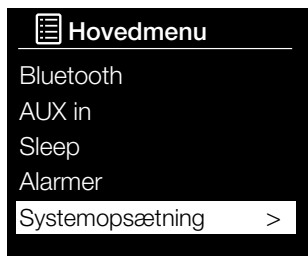 Hovedmenu
Bluetooth
AUX in
Sleep
Alarmer
Systemopsætning >